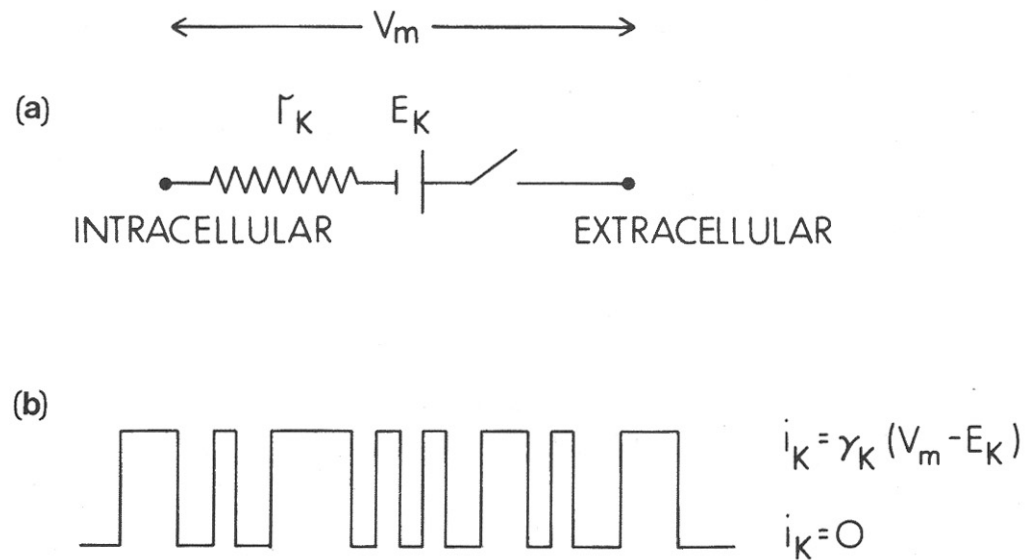 Vm
(a)
rK EK
INTRACELLULAR EXTRACELLULAR
(b)
iK = γK (Vm – EK)
iK = O